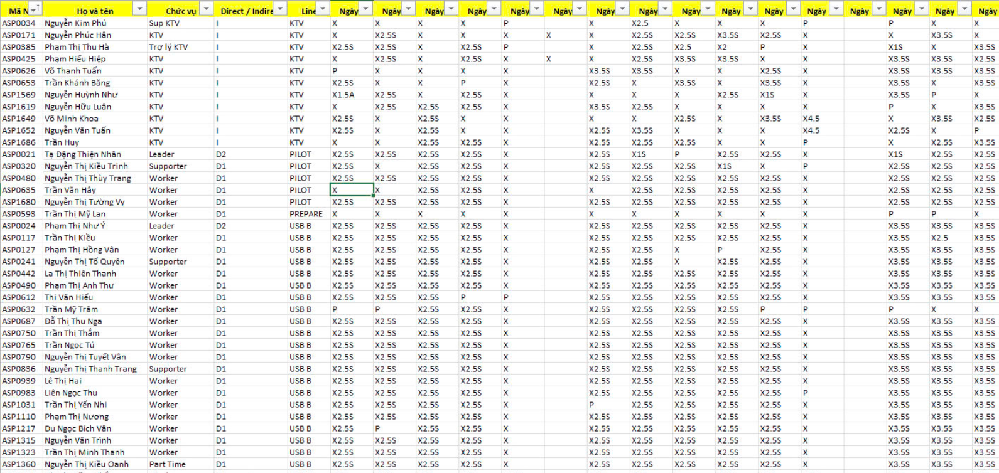 Mã N Họ và tên Chức vụ Direct / Indire Line Ngày Ngày Ngày Ngày Ngày Ngày Ngày Ngày Ngày Ngày Ngày Ngày Ngày Ngày Ngày
ASP0034 Nguyễn Kim Phú Sup KTV I KTV X X X X P X X2.5 X X X P P X X
ASP0171 Nguyễn Phúc Hân KTV I KTV X X2.5S X X X X X X2.5S X2.5S X3.5S X2.5S X X X3.5S X
ASP0385 Phạm Thị Thu Hà Trợ lý KTV I KTV X2.5S X2.5S X X2.5S P X X2.5S X2.5 X2 P X X1S X X3.5S
ASP0425 Phạm Hiếu Hiệp KTV I KTV X X2.5S X X2.5S X X X X2.5S X3.5S X3.5S X X X3.5S X3.5S X2.5S
ASP0626 Võ Thanh Tuấn KTV I KTV P X X X X X3.5S X3.5S X X X2.5S X X3.5S X3.5S X3.5S
ASP0653 Trần Khánh Băng KTV I KTV X2.5S X X P X X2.5S X X3.5S X X3.5S X X3.5S X X3.5S
ASP1569 Nguyễn Huỳnh Như KTV I KTV X1.5A X2.5S X X2.5S X X X X X2.5S X1S X X3.5S P X
ASP1619 Nguyễn Hữu Luân KTV I KTV X X2.5S X2.5S X2.5S X X3.5S X2.5S X X X X P X X3.5S
ASP1649 Võ Minh Khoa KTV I KTV X2.5S X X2.5S X X X X X2.5S X X3.5S X4.5 X X3.5S X2.5S
ASP1652 Nguyễn Văn Tuấn KTV I KTV X2.5S X X2.5S X X X2.5S X3.5S X X X X4.5 X2.5S X P
ASP1686 Trần Huy KTV I KTV X X X2.5S X2.5S X X2.5S X2.5S X2.5S X X P X X2.5S X3.5S
ASP0021 Tạ Đặng Thiện Nhân Leader D2 PILOT X2.5S X2.5S X2.5S X2.5S X X2.5S X1S P X2.5S X2.5S X X1S X2.5S X2.5S
ASP0320 Nguyễn Thị Kiều Trinh Supporter D1 PILOT X2.5S X X2.5S X2.5S X X2.5S X2.5S X2.5S X1S X P X2.5S X2.5S X2.5S
ASP0480 Nguyễn Thị Thùy Trang Worker D1 PILOT X2.5S X2.5S X2.5S X2.5S X X X2.5S X2.5S X2.5S X2.5S X X2.5S X2.5S X2.5S
ASP0635 Trần Văn Hây Worker D1 PILOT X X X2.5S X2.5S X X X2.5S X2.5S X2.5S X2.5S X X2.5S X2.5S X2.5S
ASP1680 Nguyễn Thị Tường Vy Worker D1 PILOT X2.5S X2.5S X2.5S X2.5S X X2.5S X2.5S X2.5S X2.5S X2.5S X X2.5S X2.5S X2.5S
ASP0593 Trần Thị Mỹ Lan Worker D1 PREPARE X X X X X X X X X X X P P X
ASP0024 Phạm Thị Như Ý Leader D2 USB B X2.5S X2.5S X2.5S X2.5S X X2.5S X2.5S X2.5S X2.5S X2.5S X X3.5S X3.5S X3.5S
ASP0117 Trần Thị Kiều Worker D1 USB B X2.5S X2.5S X2.5S X2.5S X X2.5S X2.5S X2.5S X2.5S X2.5S X X3.5S X2.5 X3.5S
ASP0127 Phạm Thị Hồng Vân Worker D1 USB B X2.5S X2.5S X2.5S X2.5S X X2.5S X2.5S X P X2.5S X X3.5S X3.5S X3.5S
ASP0241 Nguyễn Thị Tố Quyên Supporter D1 USB B X2.5S X2.5S X2.5S X2.5S X X2.5S X2.5S X X2.5S X2.5S X X3.5S X3.5S X3.5S
ASP0442 La Thị Thiên Thanh Worker D1 USB B X2.5S X2.5S X2.5S X2.5S X X2.5S X2.5S X2.5S X2.5S X2.5S X X3.5S X3.5S X3.5S
ASP0490 Phạm Thị Anh Thư Worker D1 USB B X2.5S X2.5S X2.5S X2.5S X X2.5S X2.5S X2.5S X2.5S X2.5S X X3.5S X3.5S X3.5S
ASP0612 Thi Văn Hiếu Worker D1 USB B X2.5S X2.5S X2.5S P P X2.5S X2.5S X2.5S X2.5S X2.5S X X3.5S X3.5S X3.5S
ASP0632 Trần Mỹ Trâm Worker D1 USB B P P X2.5S X2.5S X X2.5S X2.5S X2.5S X2.5S P P P X X
ASP0687 Đỗ Thị Thu Nga Worker D1 USB B X2.5S X2.5S X2.5S X2.5S X X2.5S X2.5S X2.5S X2.5S X2.5S X X3.5S X3.5S X3.5S
ASP0750 Trần Thị Thắm Worker D1 USB B X2.5S X2.5S X2.5S X2.5S X X2.5S X2.5S X2.5S X2.5S X2.5S X X3.5S X3.5S X3.5S
ASP0765 Trần Ngọc Tú Worker D1 USB B X2.5S X2.5S X2.5S X2.5S X X2.5S X2.5S X2.5S X2.5S X2.5S X X3.5S X3.5S X3.5S
ASP0790 Nguyễn Thị Tuyết Vân Worker D1 USB B X2.5S X2.5S X2.5S X2.5S X X2.5S X2.5S X2.5S X2.5S X2.5S X X3.5S X3.5S X3.5S
ASP0836 Nguyễn Thị Thanh Trang Supporter D1 USB B X2.5S X2.5S X2.5S X2.5S X X2.5S X2.5S X2.5S X2.5S X2.5S X X3.5S X3.5S X3.5S
ASP0939 Lê Thị Hai Worker D1 USB B X2.5S X2.5S X2.5S X2.5S X X2.5S X2.5S X2.5S X2.5S X2.5S X X3.5S X3.5S X3.5S
ASP0983 Liên Ngọc Thu Worker D1 USB B X2.5S X2.5S X2.5S X2.5S X X2.5S X2.5S X2.5S X2.5S X2.5S P X3.5S X3.5S X3.5S
ASP1031 Trần Thị Yến Nhi Worker D1 USB B X2.5S X2.5S X2.5S X2.5S X P X2.5S X2.5S X2.5S X2.5S X X3.5S X3.5S X3.5S
ASP1110 Phạm Thị Nương Worker D1 USB B X2.5S X2.5S X2.5S X2.5S X X2.5S X2.5S X2.5S X2.5S X2.5S X X3.5S X3.5S X3.5S
ASP1217 Du Ngọc Bích Vân Worker D1 USB B X2.5S P X2.5S X2.5S X X2.5S X2.5S X2.5S X2.5S X2.5S X X3.5S X3.5S X3.5S
ASP1315 Nguyễn Văn Trình Worker D1 USB B X2.5S X2.5S X2.5S X2.5S X X2.5S X2.5S X2.5S X2.5S X2.5S X X3.5S X3.5S X3.5S
ASP1323 Trần Thị Minh Thanh Worker D1 USB B X2.5S X2.5S X2.5S X2.5S X X2.5S X2.5S X2.5S X2.5S X2.5S X X3.5S X3.5S X3.5S
ASP1360 Nguyễn Thị Kiều Oanh Part Time D1 USB B X2.5S X2.5S X2.5S X2.5S X X2.5S X2.5S X2.5S X2.5S X2.5S X X3.5S X3.5S X3.5S